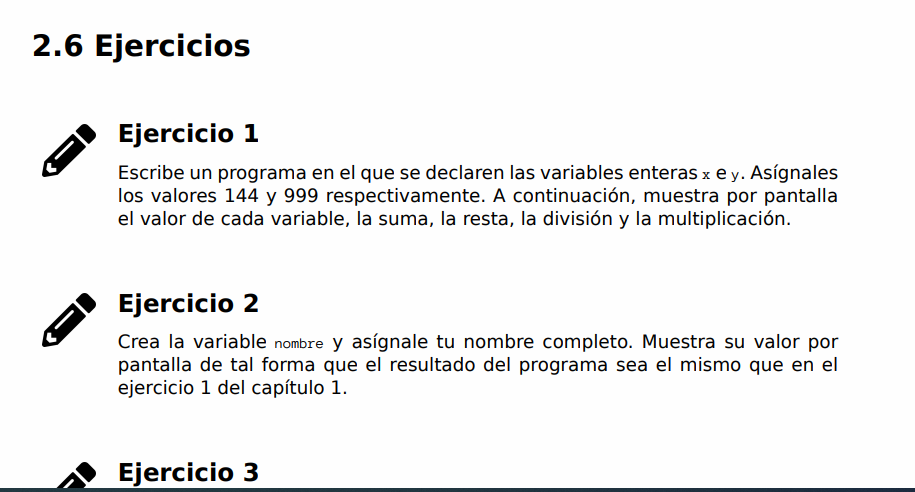 2.6 Ejercicios
Ejercicio 1
Escribe un programa en el que se declaren las variables enteras x e y. Asígnales
los valores 144 y 999 respectivamente. A continuación, muestra por pantalla
el valor de cada variable, la suma, la resta, la división y la multiplicación.
Ejercicio 2
Crea la variable nombre y asígnale tu nombre completo. Muestra su valor por
pantalla de tal forma que el resultado del programa sea el mismo que en el
ejercicio 1 del capítulo 1.
Ejercicio 3